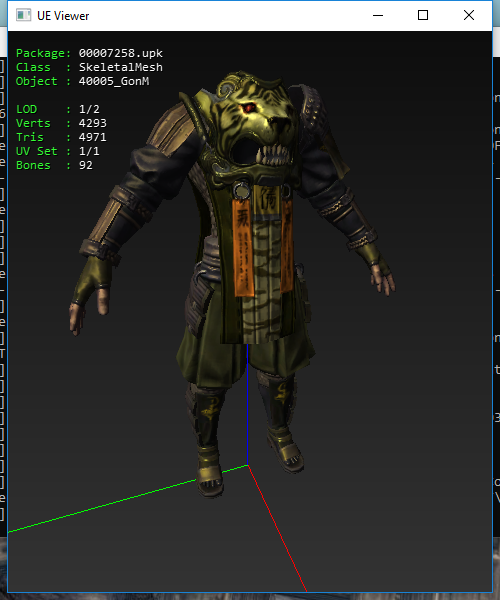 UE Viewer
Package: 00007258.upk
Class  : SkeletalMesh
Object : 40005_GonM
LOD    : 1/2
Verts  : 4293
Tris   : 4971
UV Set : 1/1
Bones  : 92